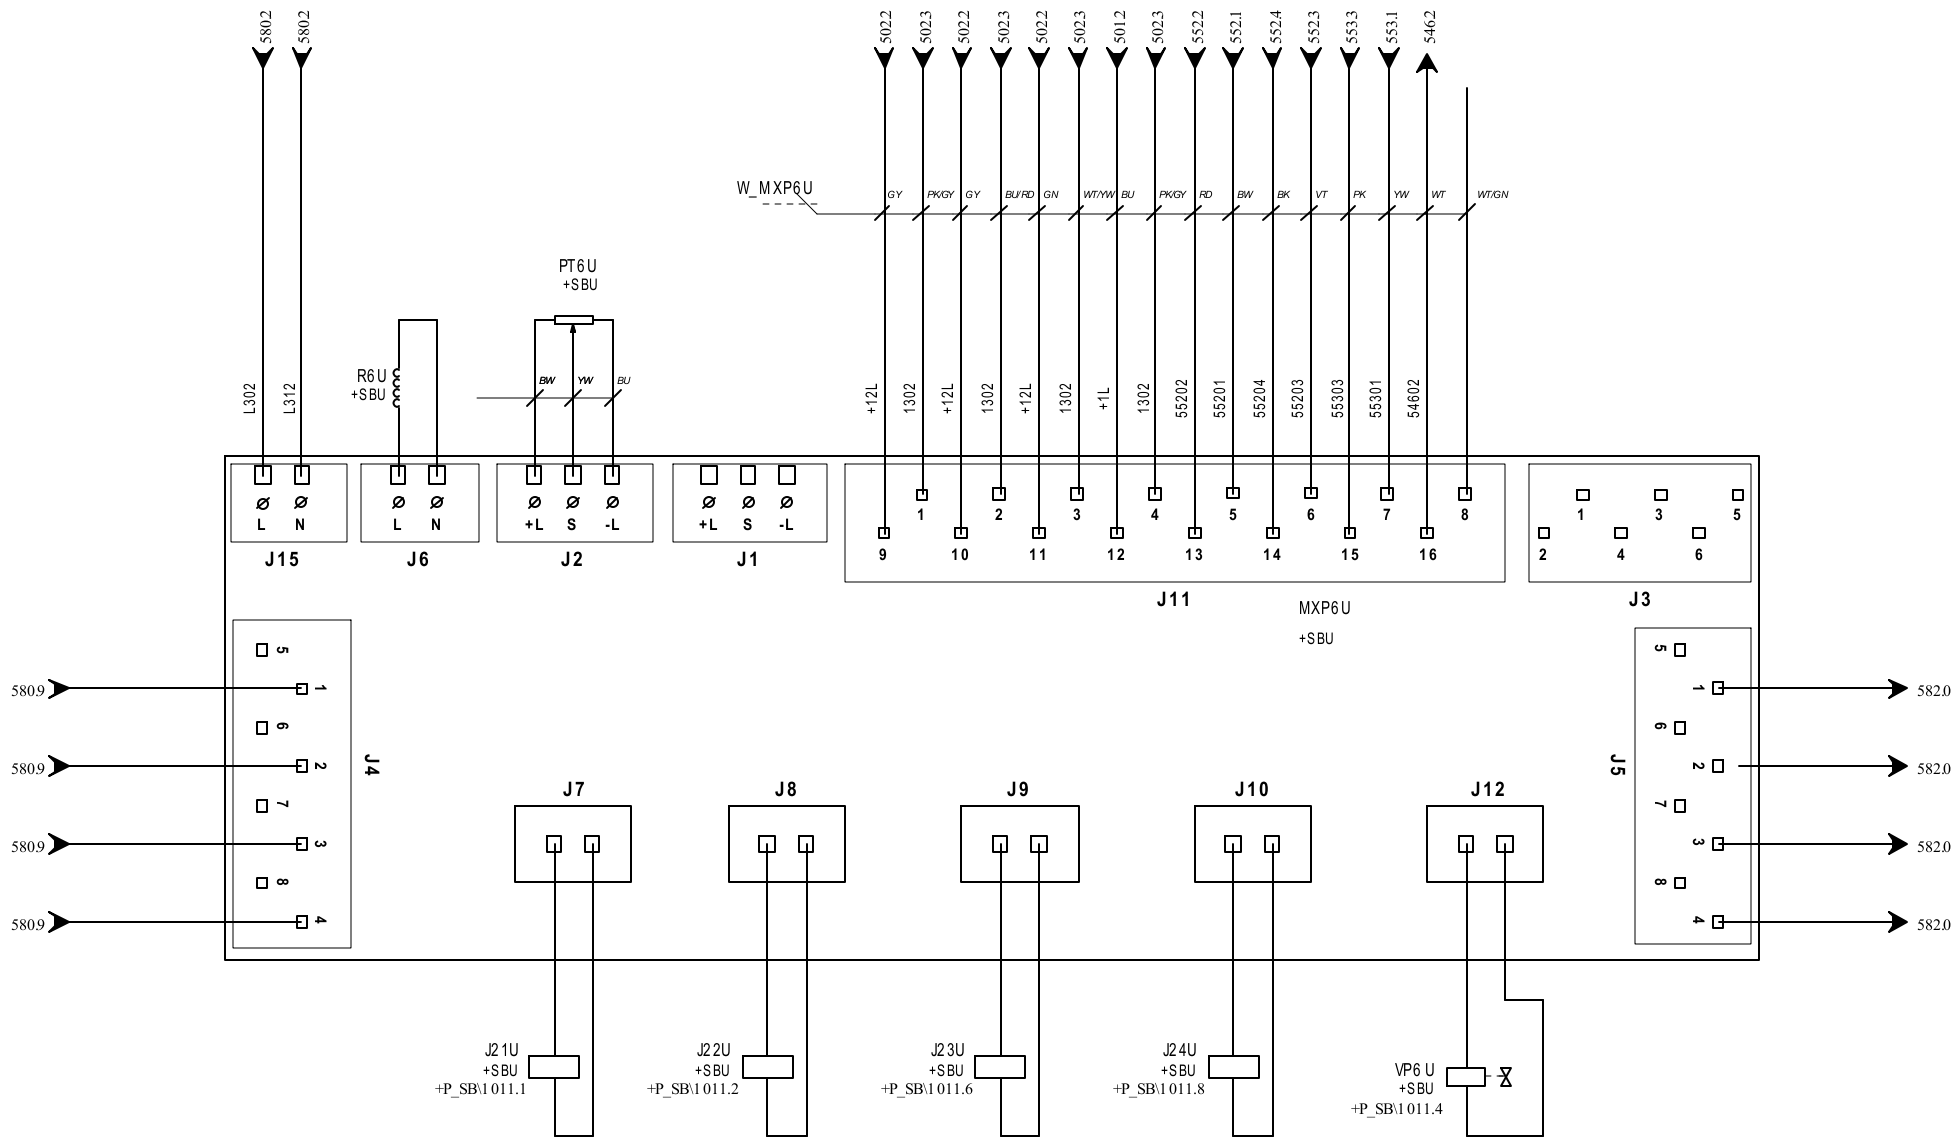 580.2 580.2 502.2 502.3 502.2 502.3 502.2 502.3 501.2 502.3 552.2 552.1 552.4 552.3 553.3 553.1 546.2
W_MXP6U GY PK/GY GY BU/RD GN WT/YW BU PK/GY RD BW BK VT PK YW WT WT/GN
PT6U
+SBU
R6U
+SBU
BW YW BU
L302 L312 +12L 1302 +12L 1302 +12L 1302 +1L 1302 55202 55201 55204 55203 55303 55301 54602
L N L N +L S -L +L S -L
1 2 3 4 5 6 7 8 1 3 5
9 10 11 12 13 14 15 16 2 4 6
J15 J6 J2 J1 J11 J3
MXP6U
+SBU
5 5
580.9 1 1 582.0
6 6
580.9 2 J4 J5 2 582.0
7 J7 J8 J9 J10 J12 7
580.9 3 3 582.0
8 8
580.9 4 4 582.0
J21U J22U J23U J24U
+SBU +SBU +SBU +SBU
+P_SB\1011.1 +P_SB\1011.2 +P_SB\1011.6 +P_SB\1011.8
VP6U
+SBU
+P_SB\1011.4